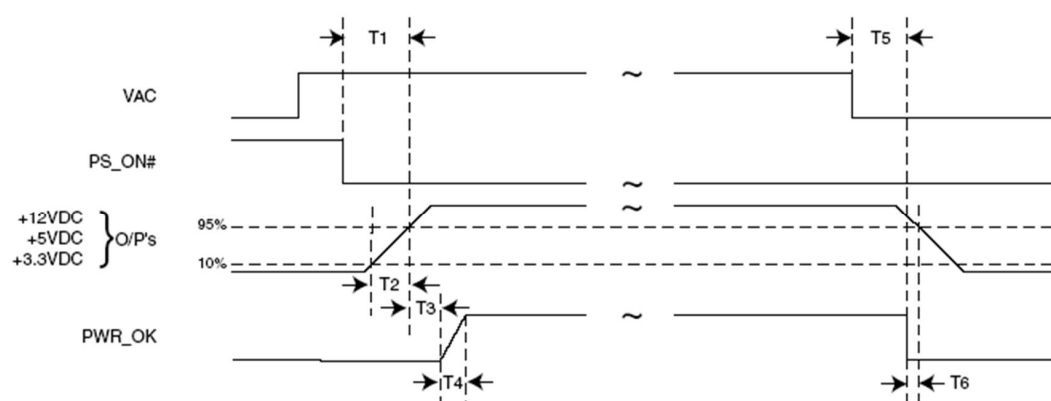 T1
T5
VAC
~
PS_ON#
~
+12VDC
+5VDC
+3.3VDC
} O/P's
95%
10%
~
T2
T3
PWR_OK
~
T4
T6